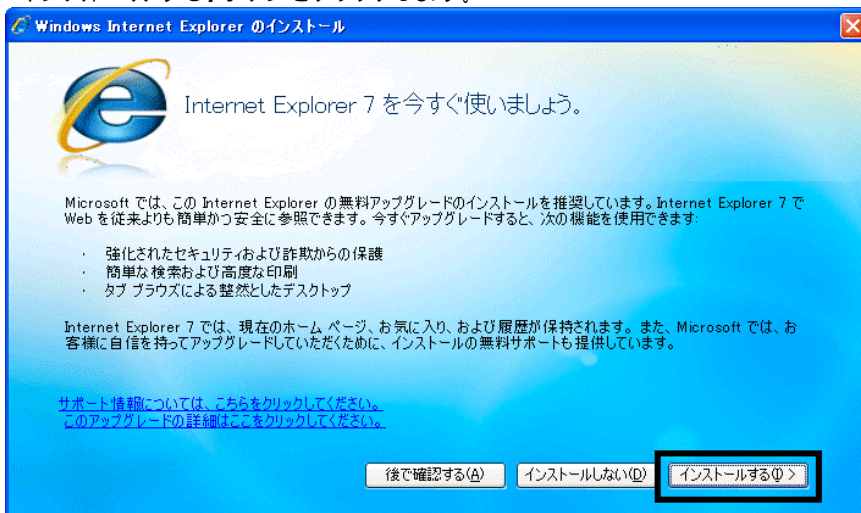 Windows Internet Explorer のインストール
Internet Explorer 7 を今すぐ使いましょう。
Microsoft では、この Internet Explorer の無料アップグレードのインストールを推奨しています。Internet Explorer 7 で
Web を従来よりも簡単かつ安全に参照できます。今すぐアップグレードすると、次の機能を使用できます:
・ 強化されたセキュリティおよび詐欺からの保護
・ 簡単な検索および高度な印刷
・ タブ ブラウズによる整然としたデスクトップ
Internet Explorer 7 では、現在のホーム ページ、お気に入り、および履歴が保持されます。また、Microsoft では、お
客様に自信を持ってアップグレードしていただくために、インストールの無料サポートも提供しています。
サポート情報については、こちらをクリックしてください。
このアップグレードの詳細はここをクリックしてください。
後で確認する(A) インストールしない(D) インストールする(I) >